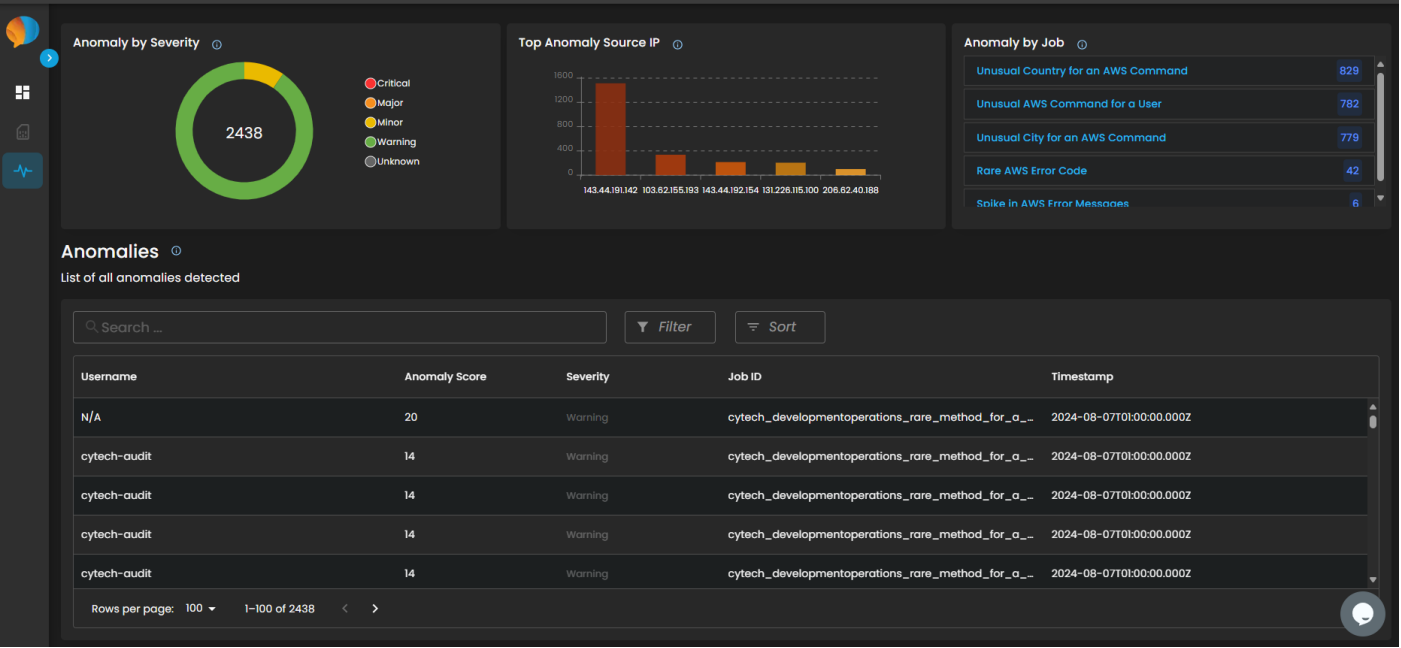 Anomaly by Severity
2438
Critical
Major
Minor
Warning
Unknown
Top Anomaly Source IP
1600
1200
800
400
0
143.44.191.142 103.62.155.193 143.44.192.154 131.226.115.100 206.62.40.188
Anomaly by Job
Unusual Country for an AWS Command 829
Unusual AWS Command for a User 782
Unusual City for an AWS Command 779
Rare AWS Error Code 42
Spike in AWS Error Messages 6
Anomalies
List of all anomalies detected
Search ...
Filter
Sort
Username Anomaly Score Severity Job ID Timestamp
N/A 20 Warning cytech_developmentoperations_rare_method_for_a_... 2024-08-07T01:00:00.000Z
cytech-audit 14 Warning cytech_developmentoperations_rare_method_for_a_... 2024-08-07T01:00:00.000Z
cytech-audit 14 Warning cytech_developmentoperations_rare_method_for_a_... 2024-08-07T01:00:00.000Z
cytech-audit 14 Warning cytech_developmentoperations_rare_method_for_a_... 2024-08-07T01:00:00.000Z
cytech-audit 14 Warning cytech_developmentoperations_rare_method_for_a_... 2024-08-07T01:00:00.000Z
Rows per page: 100 1–100 of 2438